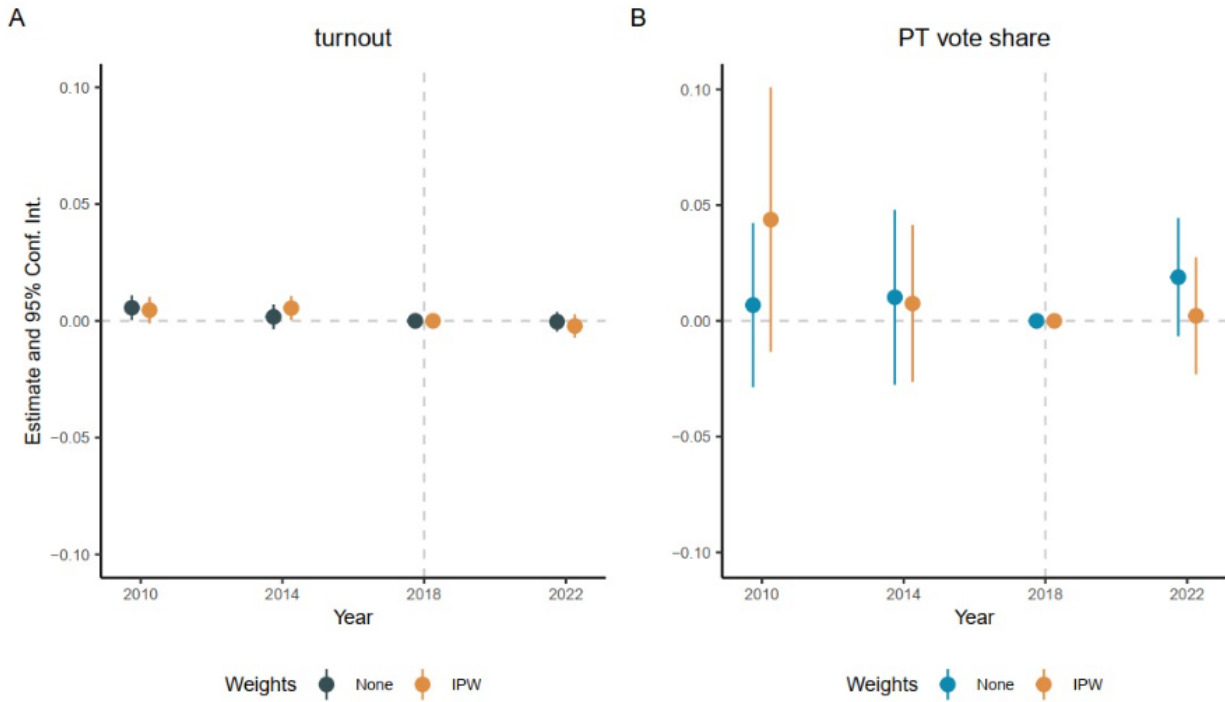 A
turnout
Estimate and 95% Conf. Int.
0.10
0.05
0.00
−0.05
−0.10
2010
2014
2018
2022
Year
Weights None IPW
B
PT vote share
0.10
0.05
0.00
−0.05
−0.10
2010
2014
2018
2022
Year
Weights None IPW